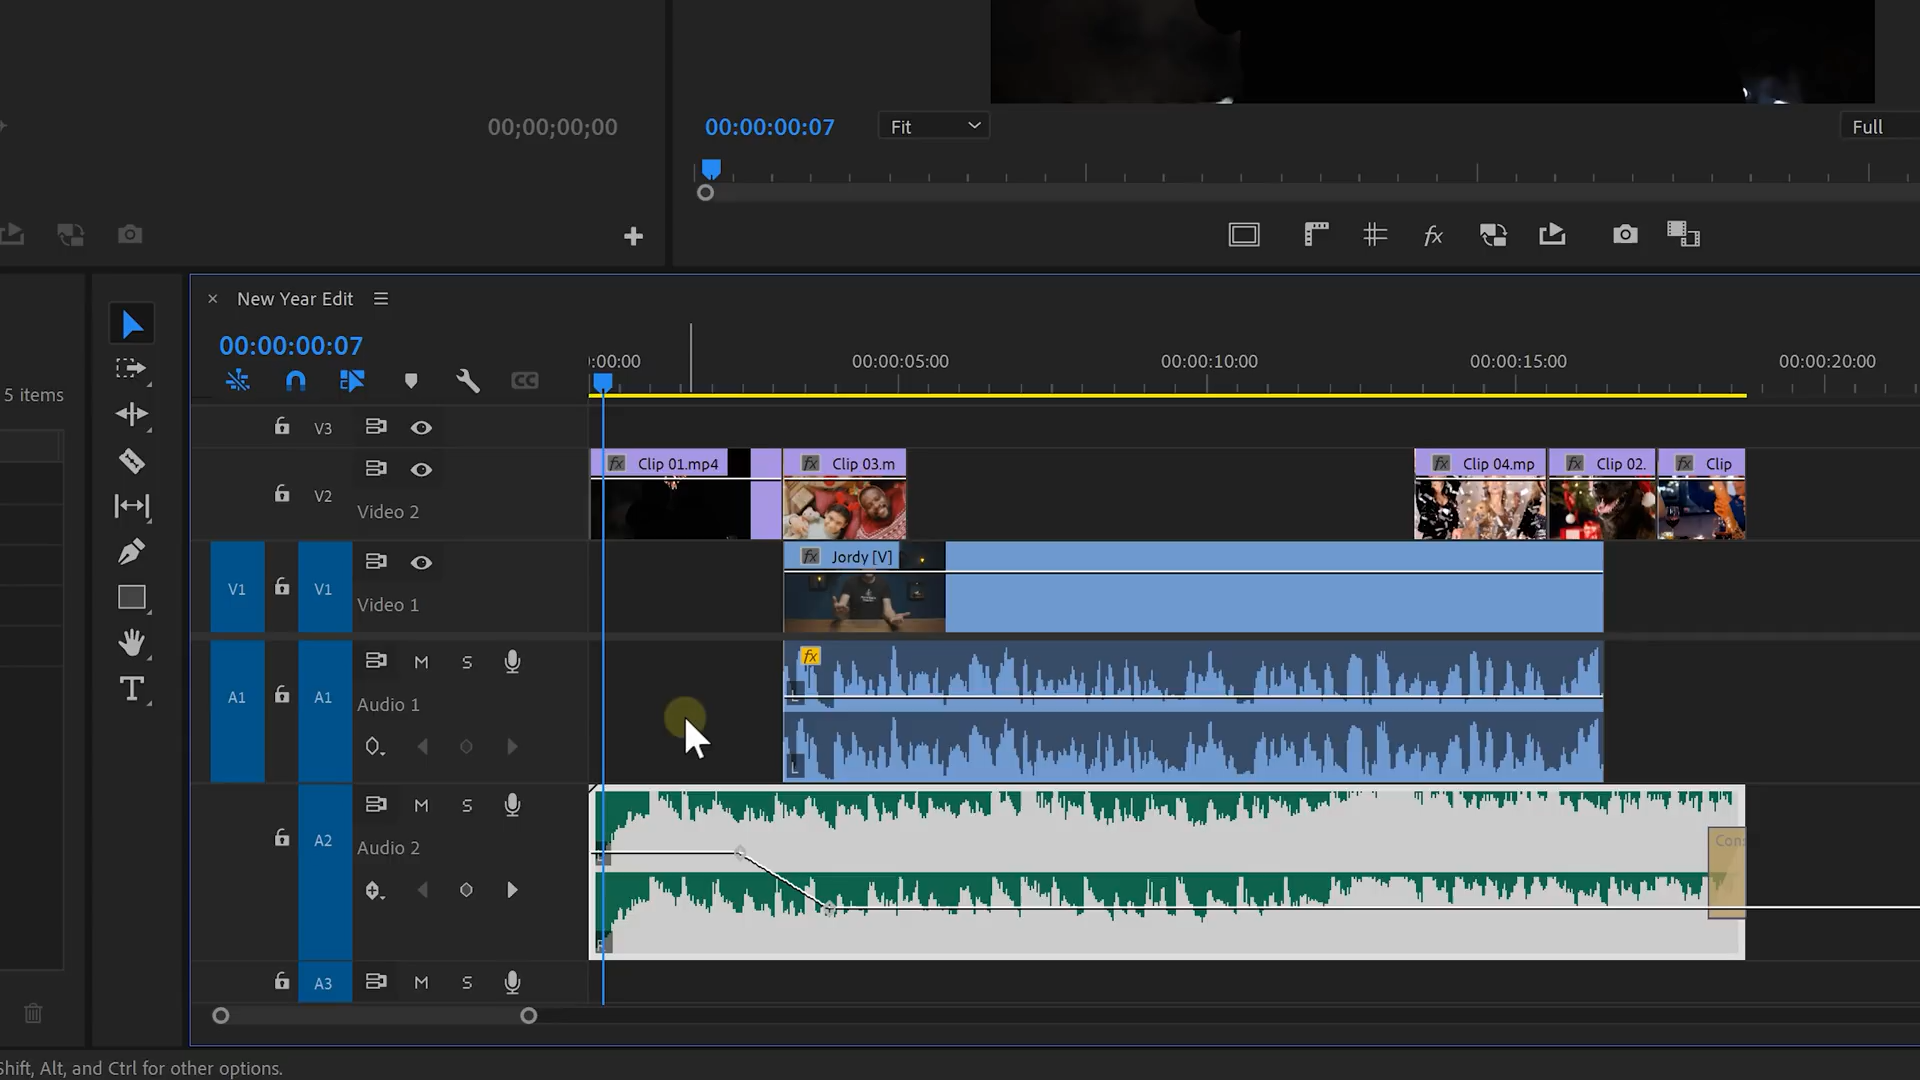 00;00;00;00
00:00:00:07
Fit
Full
New Year Edit
00:00:00:07
:00:00
00:00:05:00
00:00:10:00
00:00:15:00
00:00:20:00
5 items
V3
fx Clip 01.mp4
fx Clip 03.m
fx Clip 04.mp
fx Clip 02.
fx Clip
V2
Video 2
fx Jordy [V]
V1
V1
Video 1
fx
M
S
A1
A1
Audio 1
L
L
M
S
A2
Audio 2
Cons
A3
M
S
Shift, Alt, and Ctrl for other options.